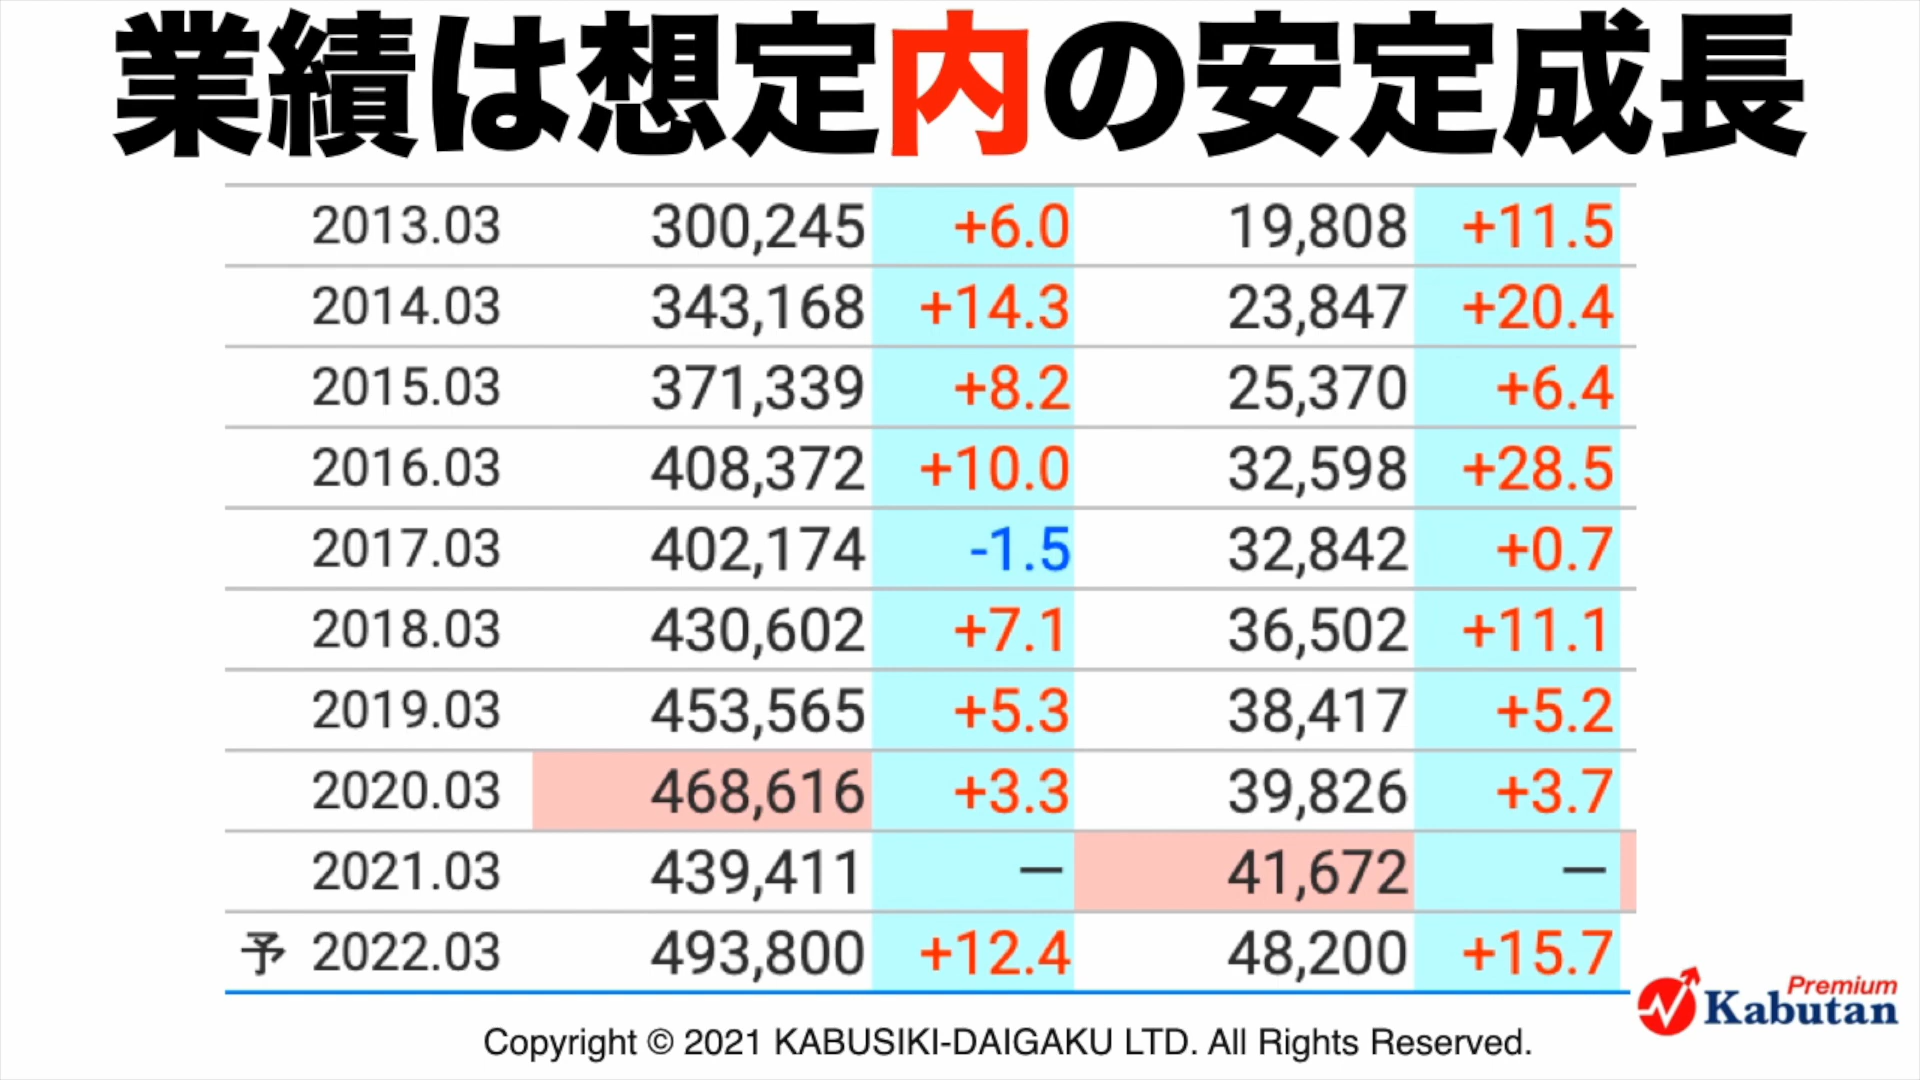 業績は想定内の安定成長
2013.03 300,245 +6.0 19,808 +11.5
2014.03 343,168 +14.3 23,847 +20.4
2015.03 371,339 +8.2 25,370 +6.4
2016.03 408,372 +10.0 32,598 +28.5
2017.03 402,174 -1.5 32,842 +0.7
2018.03 430,602 +7.1 36,502 +11.1
2019.03 453,565 +5.3 38,417 +5.2
2020.03 468,616 +3.3 39,826 +3.7
2021.03 439,411 ー 41,672 ー
予 2022.03 493,800 +12.4 48,200 +15.7
Premium
Kabutan
Copyright © 2021 KABUSIKI-DAIGAKU LTD. All Rights Reserved.